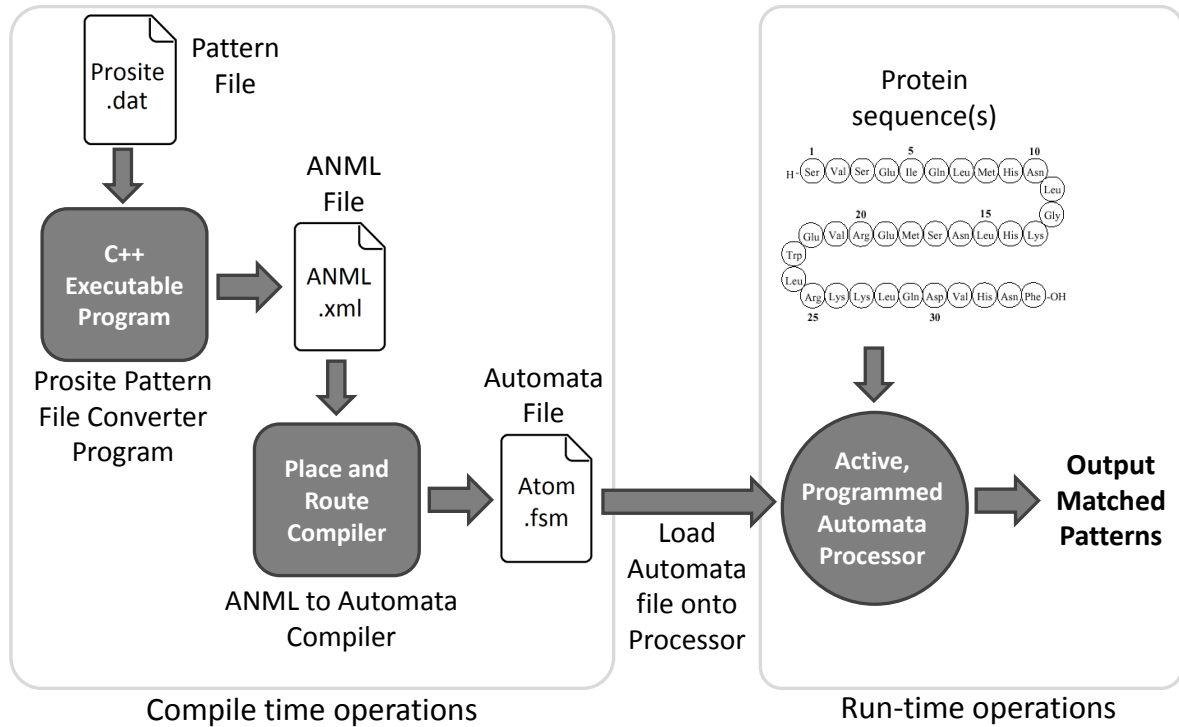 Prosite
.dat
Pattern
File
C++
Executable
Program
Prosite Pattern
File Converter
Program
ANML
File
ANML
.xml
Place and
Route
Compiler
ANML to Automata
Compiler
Automata
File
Atom
.fsm
Load
Automata
file onto
Processor
Compile time operations
Protein
sequence(s)
1 5 10
H- Ser Val Ser Glu Ile Gln Leu Met His Asn
Leu
Gly
20 15
Glu Val Arg Glu Met Ser Asn Leu His Lys
Trp
Leu
Arg Lys Lys Leu Gln Asp Val His Asn Phe -OH
25 30
Active,
Programmed
Automata
Processor
Output
Matched
Patterns
Run-time operations